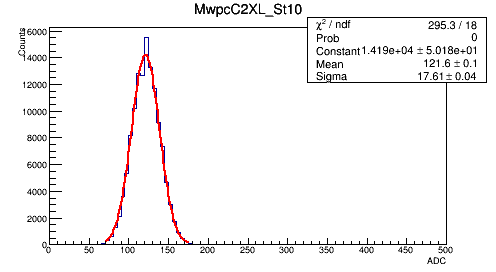 MwpcC2XL_St10
χ² / ndf 295.3 / 18
Prob 0
Constant 1.419e+04 ± 5.018e+01
Mean 121.6 ± 0.1
Sigma 17.61 ± 0.04
Counts
16000
14000
12000
10000
8000
6000
4000
2000
0
0 50 100 150 200 250 300 350 400 450 500
ADC